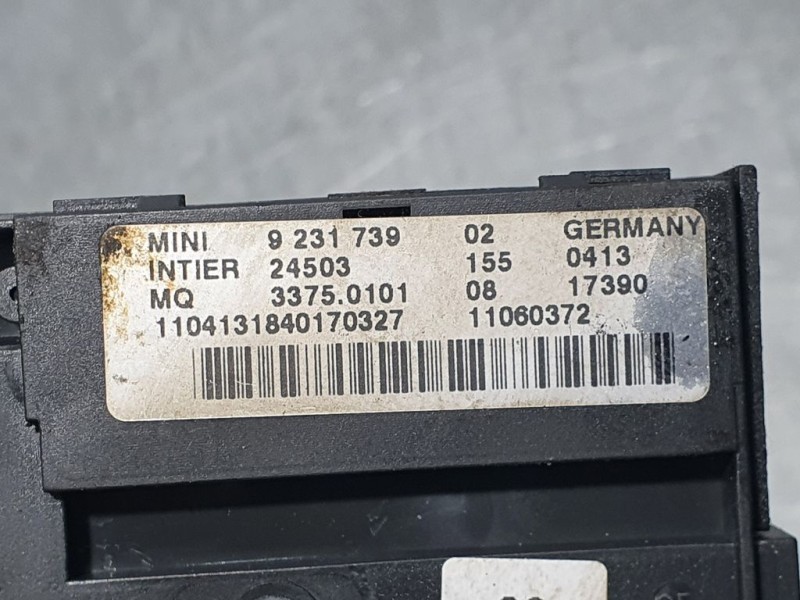 MINI 9 231 739 02 GERMANY
INTIER 24503 155 0413
MQ 3375.0101 08 17390
1104131840170327 11060372